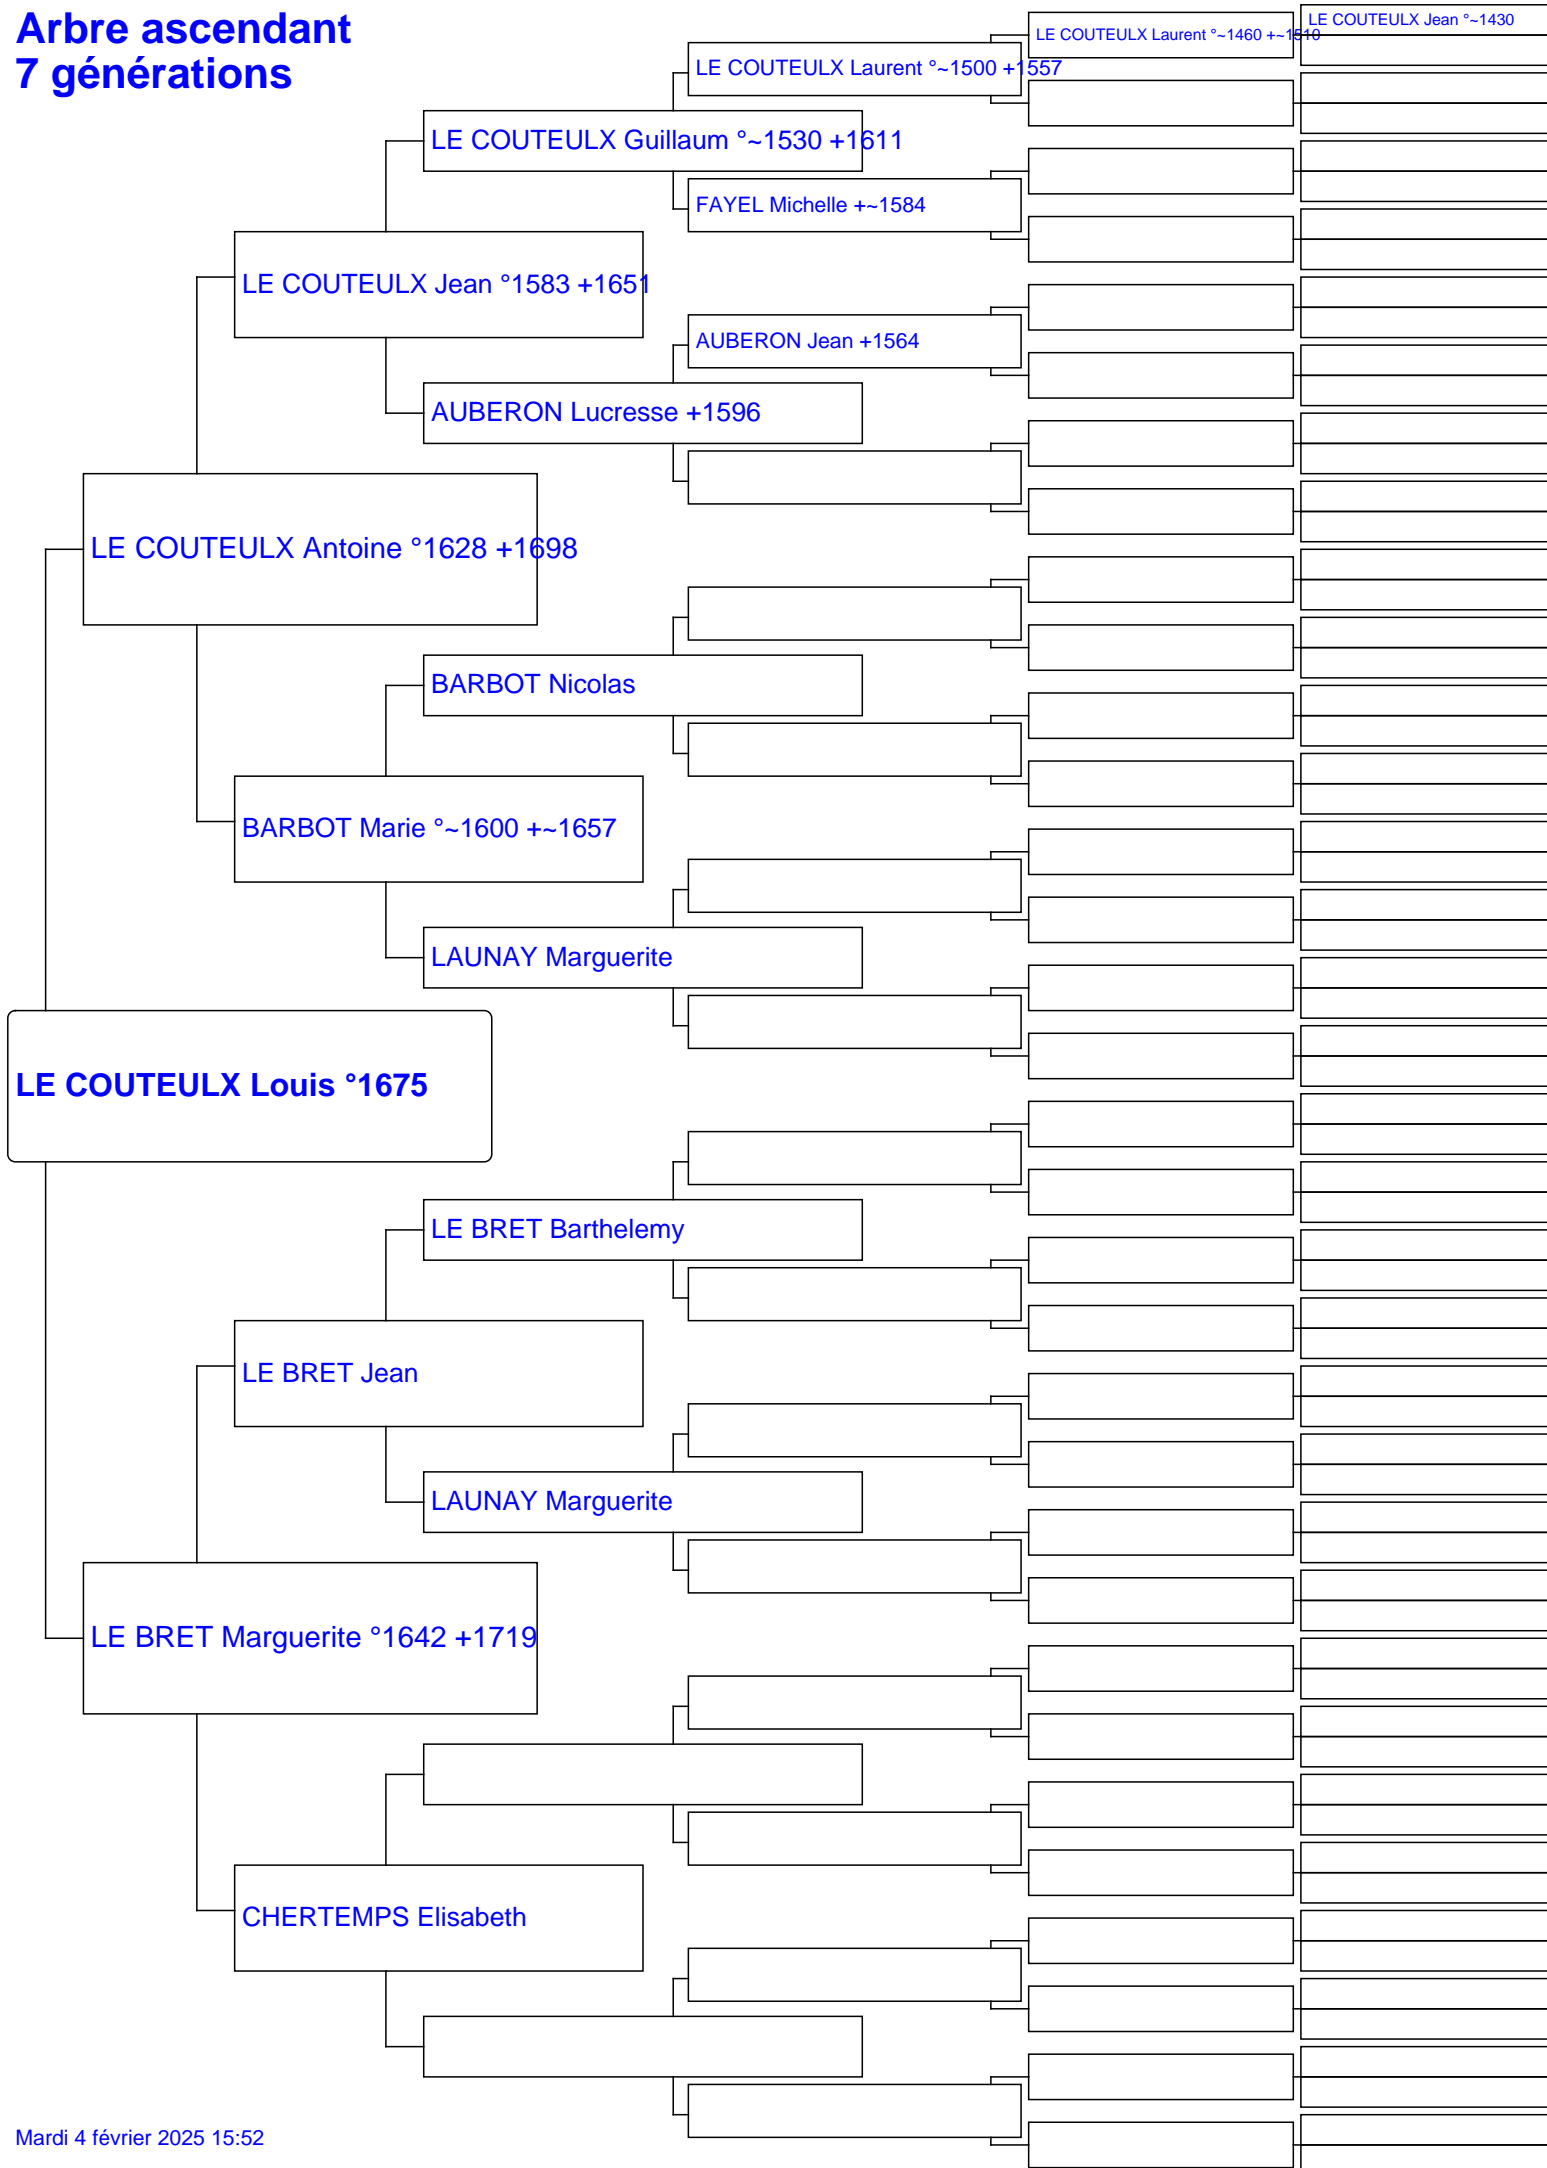 Arbre ascendant
7 générations
LE COUTEULX Jean °~1430
LE COUTEULX Laurent °~1460 +~1510
LE COUTEULX Laurent °~1500 +1557
LE COUTEULX Guillaum °~1530 +1611
FAYEL Michelle +~1584
LE COUTEULX Jean °1583 +1651
AUBERON Jean +1564
AUBERON Lucresse +1596
LE COUTEULX Antoine °1628 +1698
BARBOT Nicolas
BARBOT Marie °~1600 +~1657
LAUNAY Marguerite
LE COUTEULX Louis °1675
LE BRET Barthelemy
LE BRET Jean
LAUNAY Marguerite
LE BRET Marguerite °1642 +1719
CHERTEMPS Elisabeth
Mardi 4 février 2025 15:52